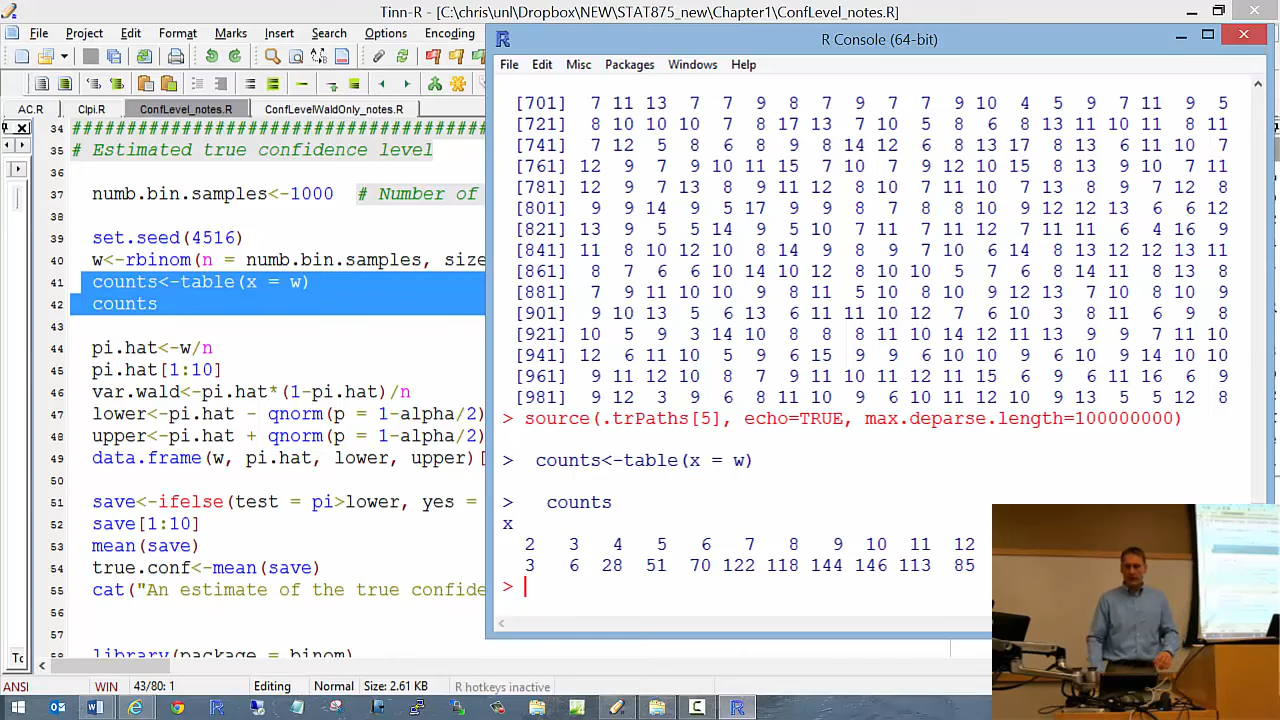 Tinn-R - [C:\chris\unl\Dropbox\NEW\STAT875_new\Chapter1\ConfLevel_notes.R]
File Project Edit Format Marks Insert Search Options Encoding
AC.R CIpi.R ConfLevel_notes.R ConfLevelWaldOnly_notes.R
34 ####################################
35 # Estimated true confidence level
36
37 numb.bin.samples<-1000 # Number of
38
39 set.seed(4516)
40 w<-rbinom(n = numb.bin.samples, size
41 counts<-table(x = w)
42 counts
43
44 pi.hat<-w/n
45 pi.hat[1:10]
46 var.wald<-pi.hat*(1-pi.hat)/n
47 lower<-pi.hat - qnorm(p = 1-alpha/2)
48 upper<-pi.hat + qnorm(p = 1-alpha/2)
49 data.frame(w, pi.hat, lower, upper)[
50
51 save<-ifelse(test = pi>lower, yes =
52 save[1:10]
53 mean(save)
54 true.conf<-mean(save)
55 cat("An estimate of the true confide
56
57
58 library(package = binom)
ANSI WIN 43/80: 1 Editing Normal Size: 2.61 KB R hotkeys inactive
R Console (64-bit)
File Edit Misc Packages Windows Help
[701] 7 11 13 7 7 9 8 7 9 7 7 9 10 4 5 9 7 11 9 5
[721] 8 10 10 10 7 8 17 13 7 10 5 8 6 8 13 11 10 11 8 11
[741] 7 12 5 8 6 8 9 8 14 12 6 8 13 17 8 13 6 11 10 7
[761] 12 9 7 9 10 11 15 7 10 7 9 12 10 15 8 13 9 10 7 11
[781] 12 9 7 13 8 9 11 12 8 10 7 11 10 7 13 8 9 7 12 8
[801] 9 9 14 9 5 17 9 9 8 7 8 8 10 9 12 12 13 6 6 12
[821] 13 9 5 5 14 9 5 10 7 11 7 11 12 7 11 11 6 4 16 9
[841] 11 8 10 12 10 8 14 9 8 9 7 10 6 14 8 13 12 12 13 11
[861] 8 7 6 6 10 14 10 12 8 10 10 5 7 6 8 14 11 8 13 8
[881] 7 9 11 10 10 9 8 11 5 10 8 10 9 12 13 7 10 8 10 9
[901] 9 10 13 5 6 13 6 11 11 10 12 7 6 10 3 8 11 6 9 8
[921] 10 5 9 3 14 10 8 8 8 11 10 14 12 11 13 9 9 7 11 10
[941] 12 6 11 10 5 9 6 15 9 9 6 10 10 9 6 10 9 14 10 10
[961] 9 11 12 10 8 7 9 11 10 11 12 11 15 6 9 6 11 16 6 9
[981] 9 12 3 9 6 8 11 10 9 6 10 11 12 10 9 13 5 5 12 8
> source(.trPaths[5], echo=TRUE, max.deparse.length=100000000)
> counts<-table(x = w)
> counts
x
2 3 4 5 6 7 8 9 10 11 12
3 6 28 51 70 122 118 144 146 113 85
>